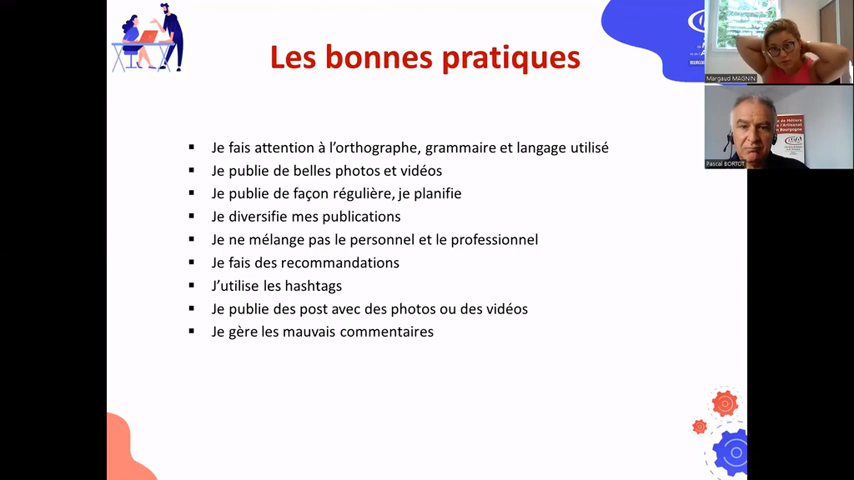 Les bonnes pratiques
Je fais attention à l'orthographe, grammaire et langage utilisé
Je publie de belles photos et vidéos
Je publie de façon régulière, je planifie
Je diversifie mes publications
Je ne mélange pas le personnel et le professionnel
Je fais des recommandations
J'utilise les hashtags
Je publie des post avec des photos ou des vidéos
Je gère les mauvais commentaires
Margaud MAGNIN
Pascal BORTOT